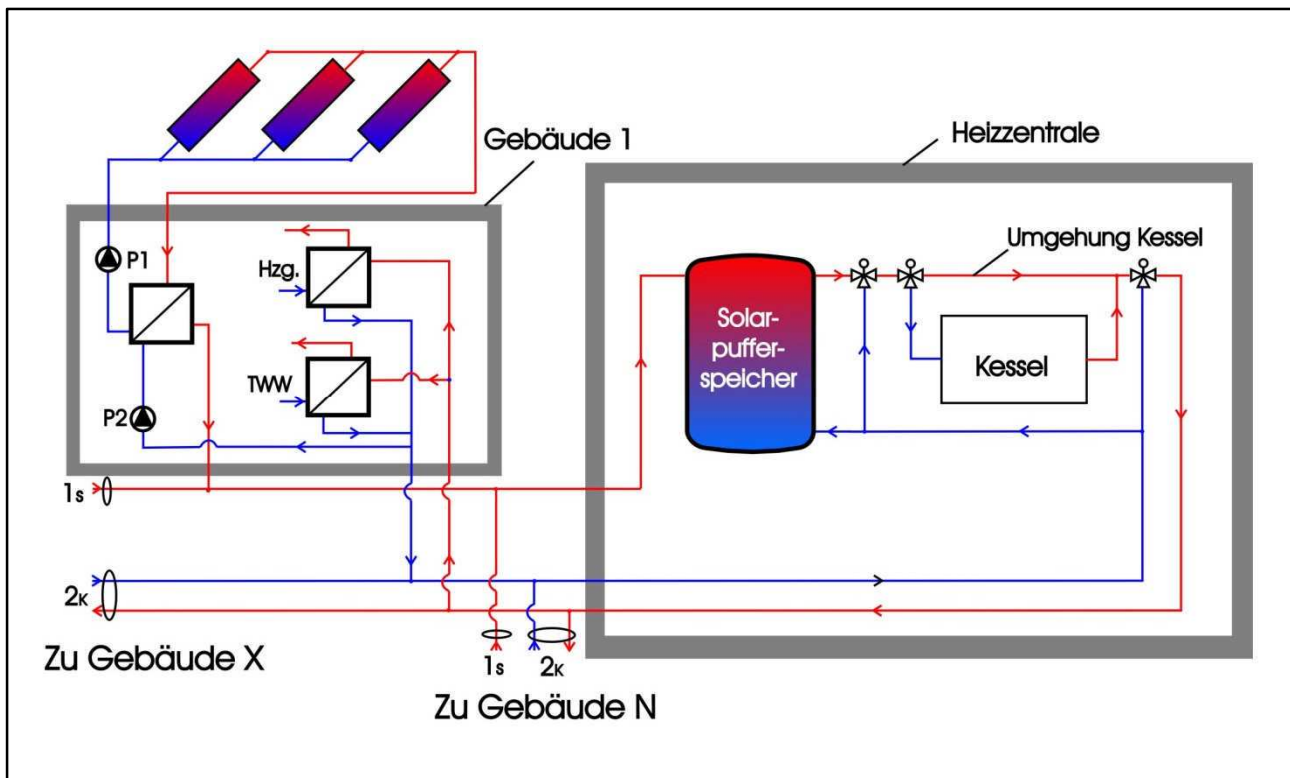 Gebäude 1
Heizzentrale
P1
Hzg.
Umgehung Kessel
Solar-
puffer-
speicher
Kessel
TWW
P2
1s
2K
Zu Gebäude X
1s
2K
Zu Gebäude N